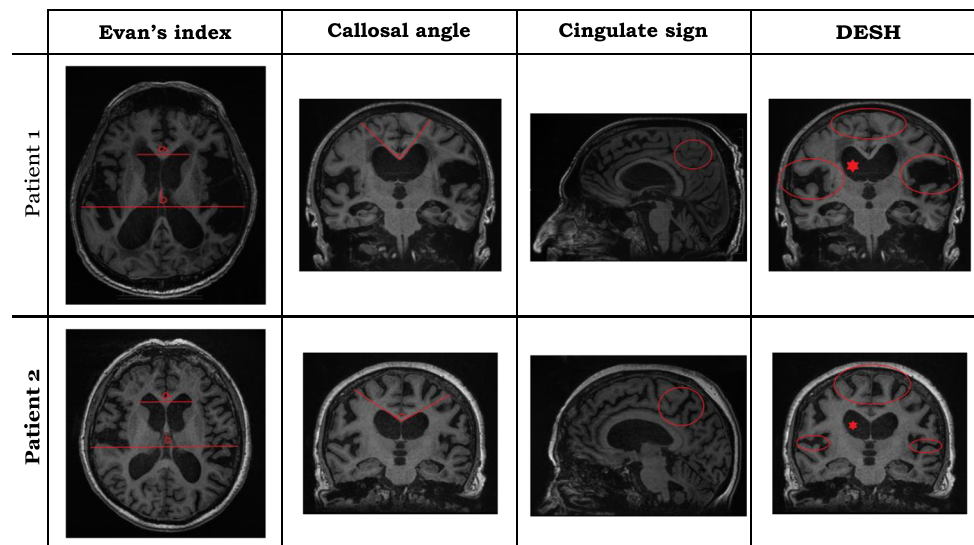 Evan's index Callosal angle Cingulate sign DESH
Patient 1
a
b
Patient 2
a
b